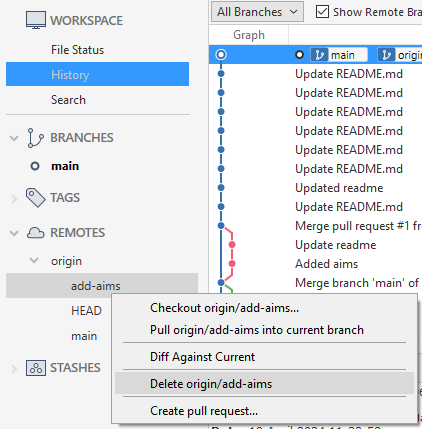 WORKSPACE
File Status
History
Search
BRANCHES
main
TAGS
REMOTES
origin
add-aims
HEAD
main
STASHES
All Branches
Show Remote Bra
Graph
main
origi
Update README.md
Update README.md
Update README.md
Update README.md
Update README.md
Update README.md
Updated readme
Update README.md
Merge pull request #1 fr
Update readme
Added aims
Merge branch 'main' of
Checkout origin/add-aims...
Pull origin/add-aims into current branch
Diff Against Current
Delete origin/add-aims
Create pull request...